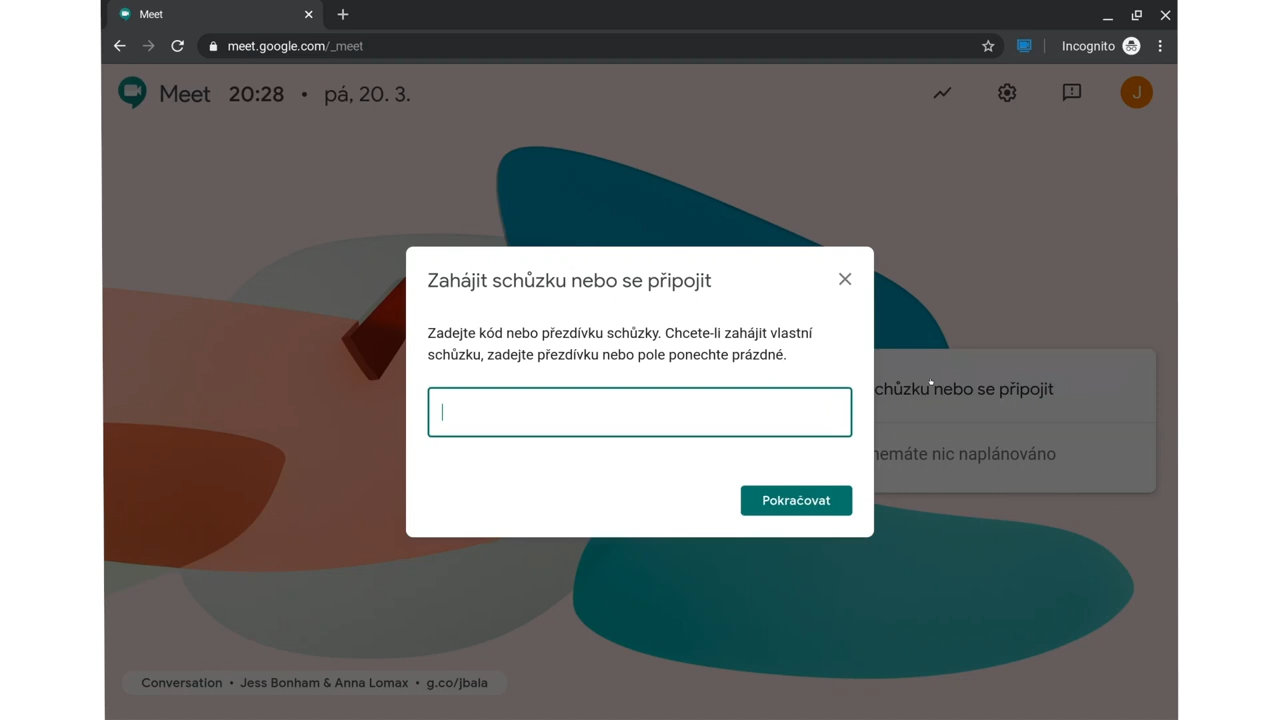 Meet
meet.google.com/_meet
Incognito
Meet 20:28 • pá, 20. 3.
J
Zahájit schůzku nebo se připojit
Zadejte kód nebo přezdívku schůzky. Chcete-li zahájit vlastní
schůzku, zadejte přezdívku nebo pole ponechte prázdné.
Pokračovat
chůzku nebo se připojit
nemáte nic naplánováno
Conversation • Jess Bonham & Anna Lomax • g.co/jbala